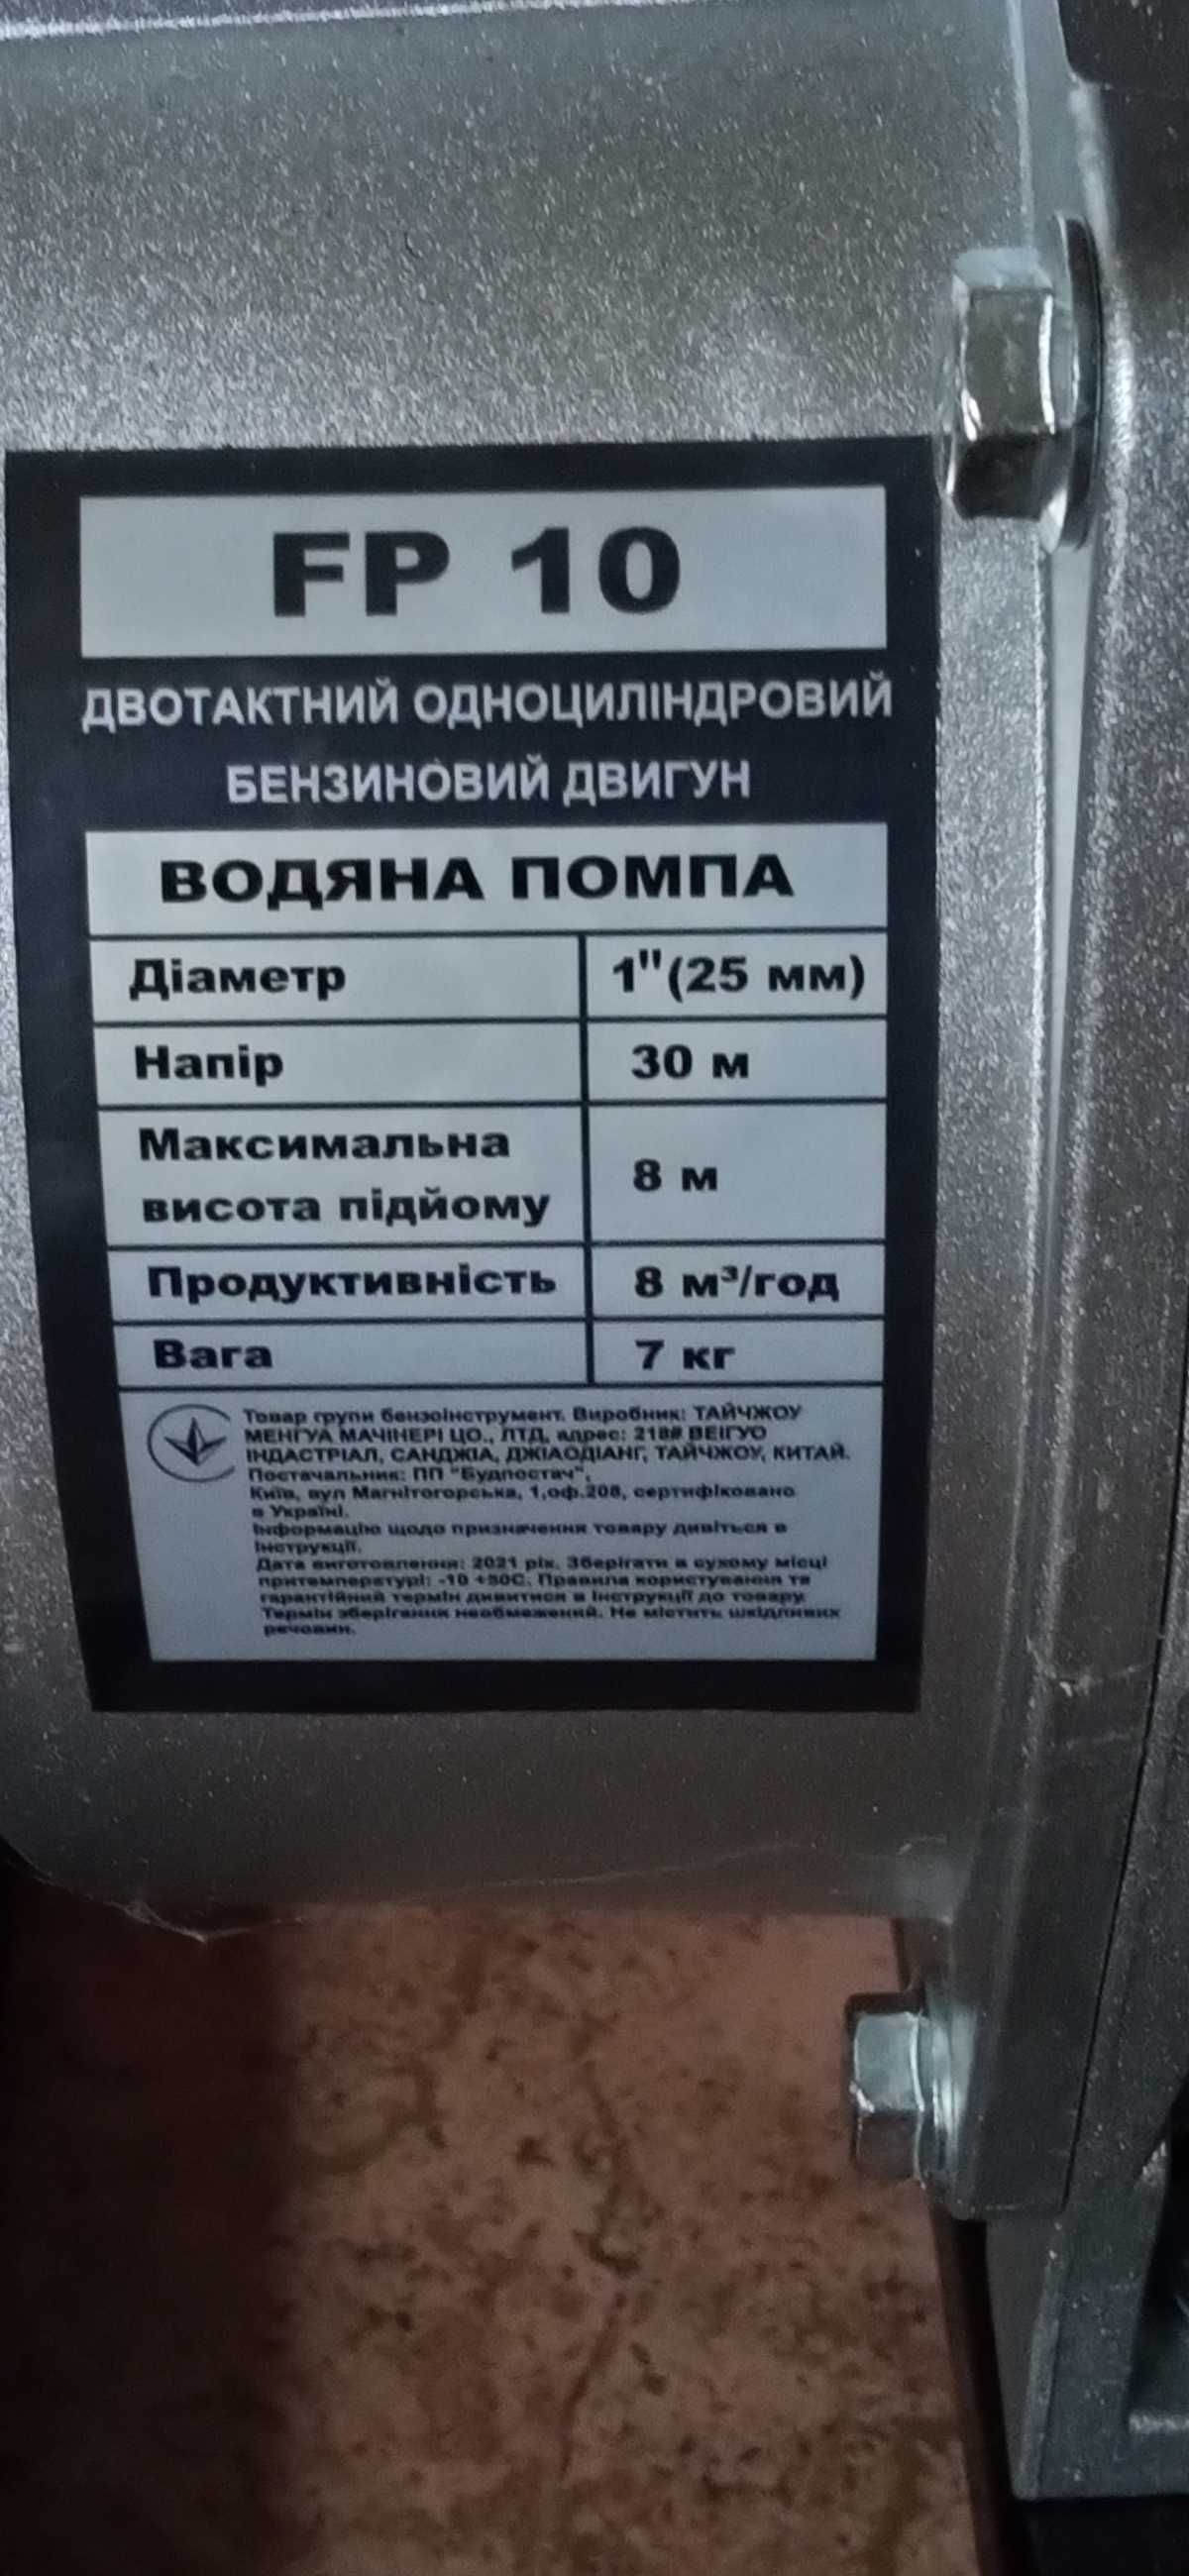 FP 10
ДВОТАКТНИЙ ОДНОЦИЛІНДРОВИЙ
БЕНЗИНОВИЙ ДВИГУН
ВОДЯНА ПОМПА
Діаметр 1"(25 мм)
Напір 30 м
Максимальна
висота підйому 8 м
Продуктивність 8 м³/год
Вага 7 кг
Товар групи бензоінструмент. Виробник: ТАЙЧЖОУ
МЕНГУА МАЧІНЕРІ ЦО., ЛТД, адрес: 218# ВЕІГУО
ІНДАСТРІАЛ, САНДЖІА, ДЖІАОДІАНГ, ТАЙЧЖОУ, КИТАЙ.
Постачальник: ПП "Будпостач",
Київ, вул Магнітогорська, 1,оф.208, сертифіковано
в Україні.
Інформацію щодо призначення товару дивіться в
Інструкції.
Дата виготовлення: 2021 рік. Зберігати в сухому місці
притемпературі: -10 +50С. Правила користування та
гарантійний термін дивитися в Інструкції до товару.
Термін зберігання необмежений. Не містить шкідливих
речовин.